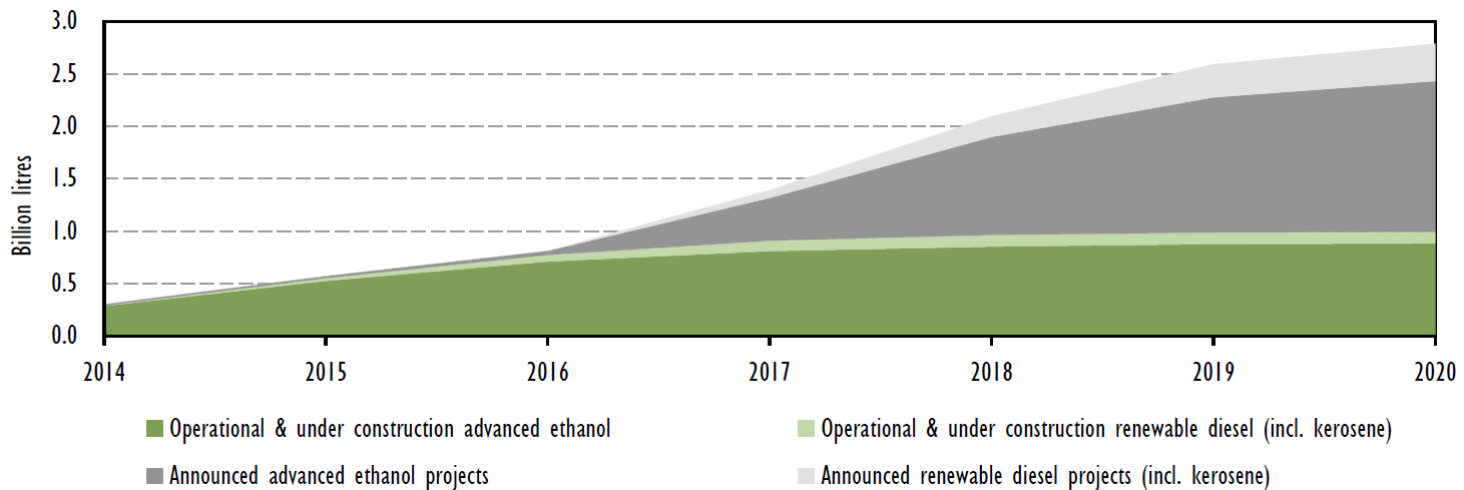 3.0
2.5
2.0
1.5
1.0
0.5
0.0
Billion litres
2014 2015 2016 2017 2018 2019 2020
Operational & under construction advanced ethanol
Operational & under construction renewable diesel (incl. kerosene)
Announced advanced ethanol projects
Announced renewable diesel projects (incl. kerosene)